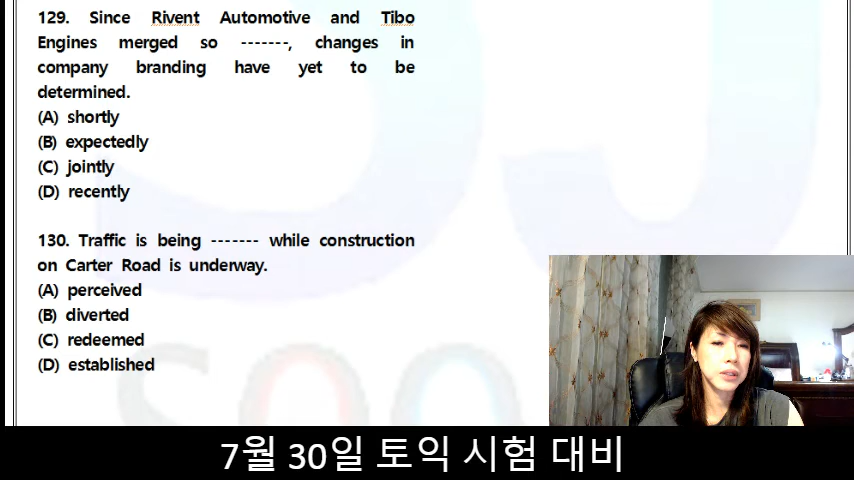 129. Since Rivent Automotive and Tibo
Engines merged so -------, changes in
company branding have yet to be
determined.
(A) shortly
(B) expectedly
(C) jointly
(D) recently
130. Traffic is being ------- while construction
on Carter Road is underway.
(A) perceived
(B) diverted
(C) redeemed
(D) established
7월 30일 토익 시험 대비